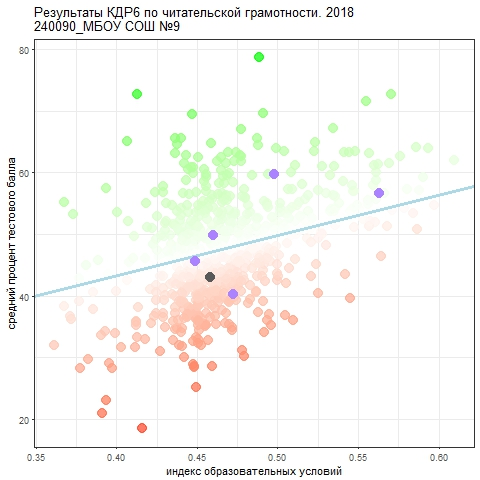 Результаты КДР6 по читательской грамотности. 2018
240090_МБОУ СОШ №9
средний процент тестового балла
80
60
40
20
0.35 0.40 0.45 0.50 0.55 0.60
индекс образовательных условий